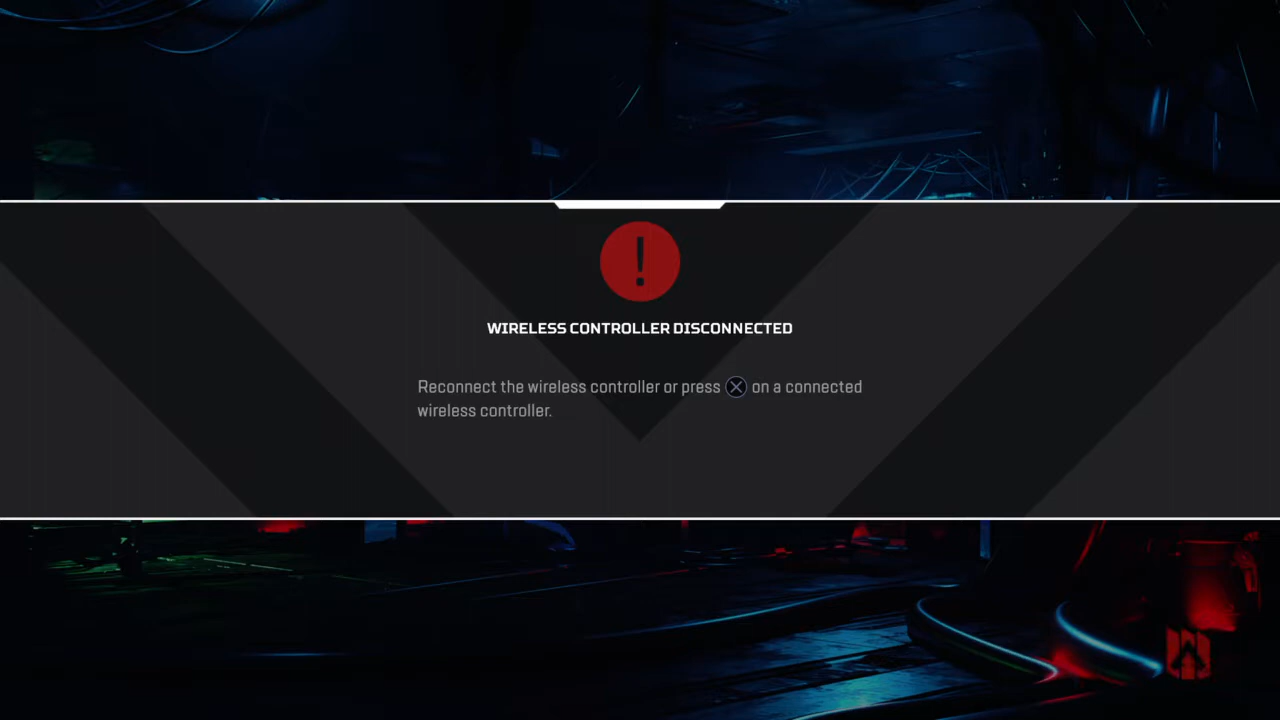 WIRELESS CONTROLLER DISCONNECTED
Reconnect the wireless controller or press on a connected
wireless controller.